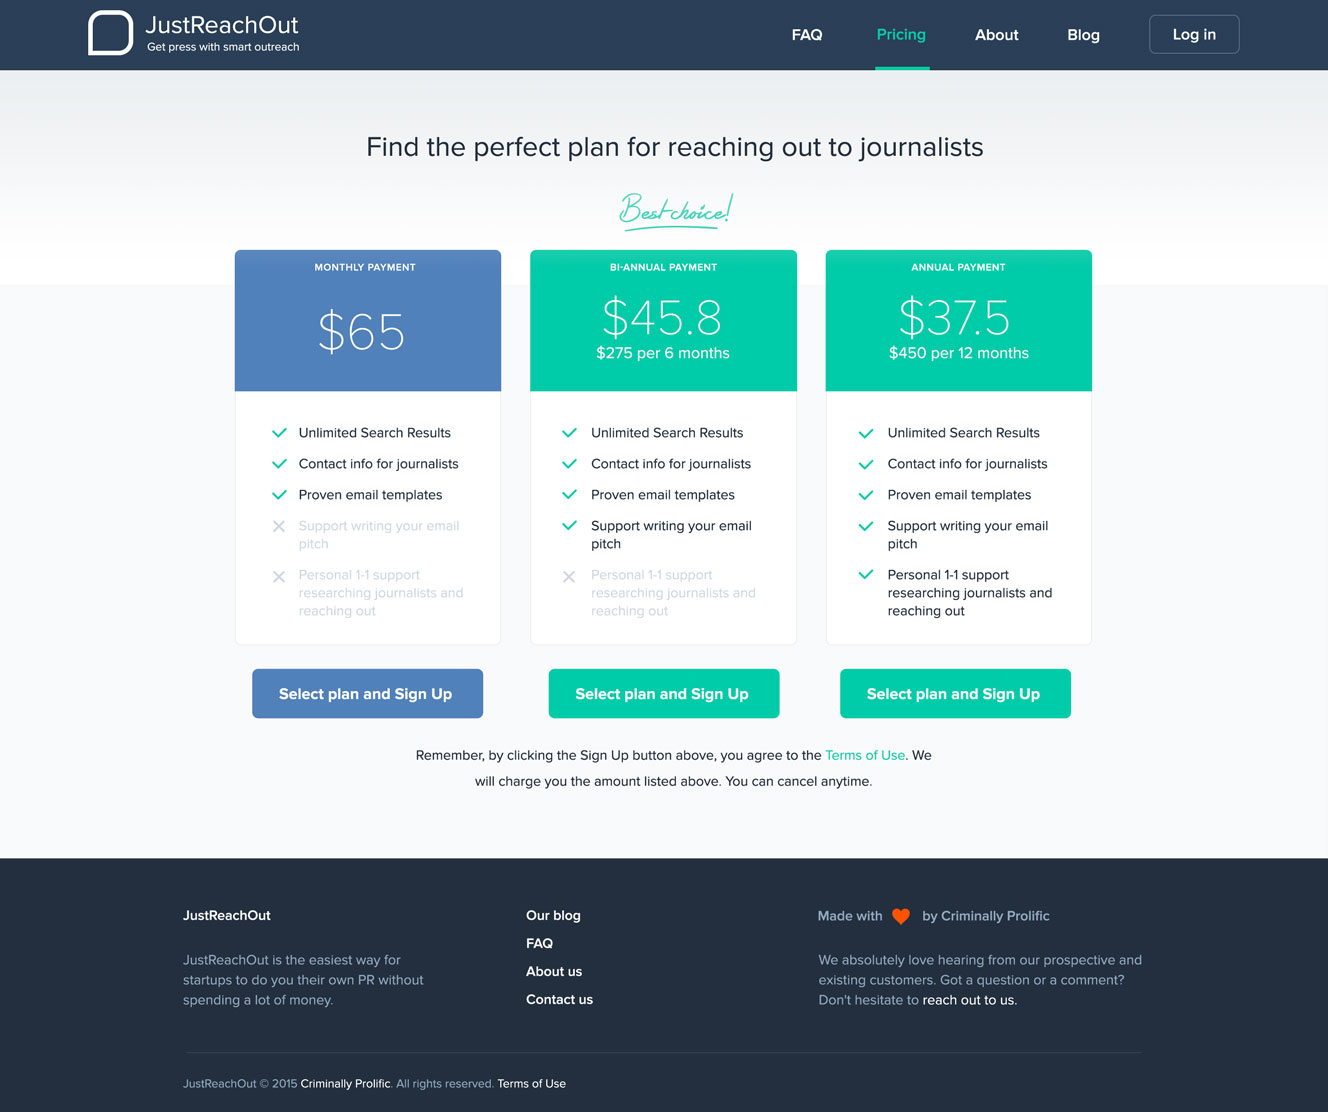 JustReachOut
Get press with smart outreach
FAQ
Pricing
About
Blog
Log in
Find the perfect plan for reaching out to journalists
Best choice!
MONTHLY PAYMENT
$65
Unlimited Search Results
Contact info for journalists
Proven email templates
Support writing your email
pitch
Personal 1-1 support
researching journalists and
reaching out
Select plan and Sign Up
BI-ANNUAL PAYMENT
$45.8
$275 per 6 months
Unlimited Search Results
Contact info for journalists
Proven email templates
Support writing your email
pitch
Personal 1-1 support
researching journalists and
reaching out
Select plan and Sign Up
ANNUAL PAYMENT
$37.5
$450 per 12 months
Unlimited Search Results
Contact info for journalists
Proven email templates
Support writing your email
pitch
Personal 1-1 support
researching journalists and
reaching out
Select plan and Sign Up
Remember, by clicking the Sign Up button above, you agree to the Terms of Use. We
will charge you the amount listed above. You can cancel anytime.
JustReachOut
JustReachOut is the easiest way for
startups to do you their own PR without
spending a lot of money.
Our blog
FAQ
About us
Contact us
Made with by Criminally Prolific
We absolutely love hearing from our prospective and
existing customers. Got a question or a comment?
Don't hesitate to reach out to us.
JustReachOut © 2015 Criminally Prolific. All rights reserved. Terms of Use